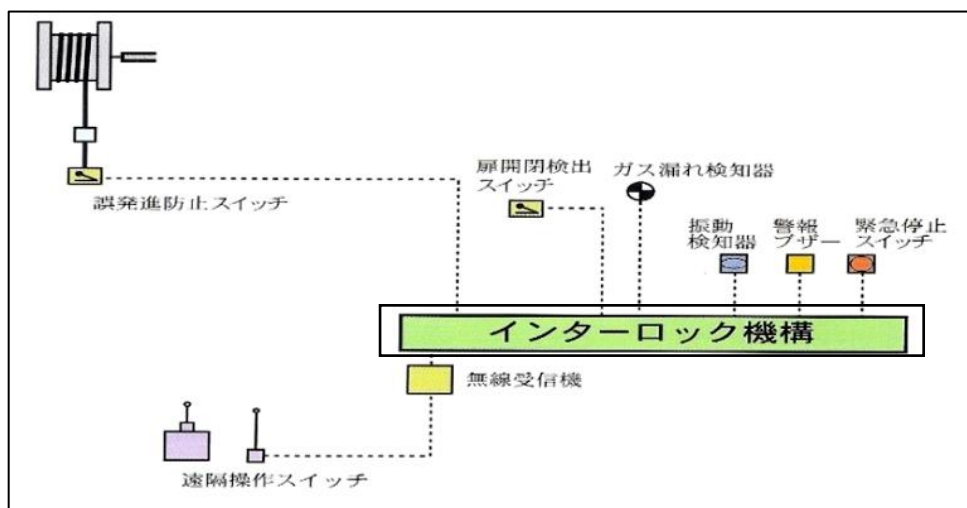 扉開閉検出
スイッチ
ガス漏れ検知器
誤発進防止スイッチ
振動
検知器
警報
ブザー
緊急停止
スイッチ
インターロック機構
無線受信機
遠隔操作スイッチ